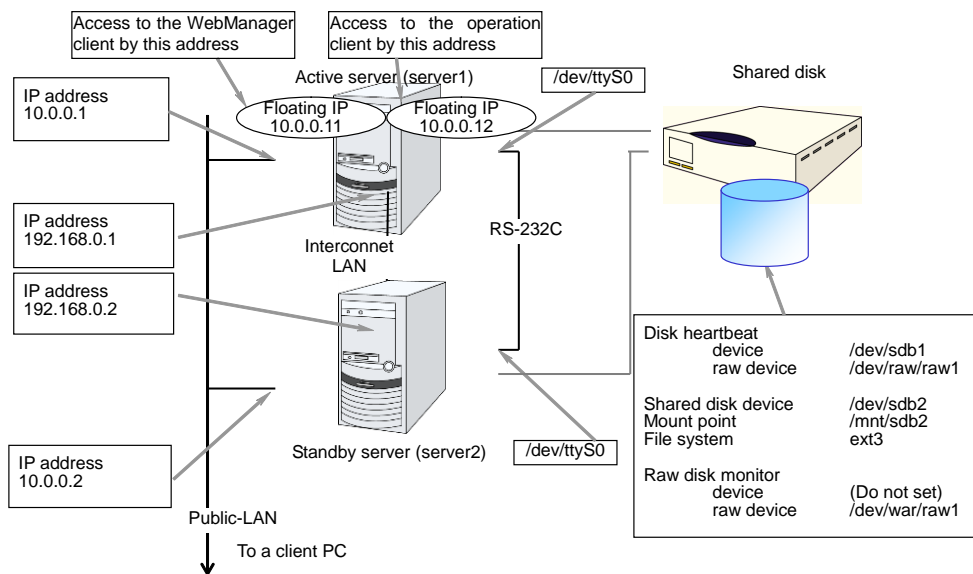 Access to the WebManager
client by this address
Access to the operation
client by this address
Active server (server1)
/dev/ttyS0
Shared disk
IP address
10.0.0.1
Floating IP
10.0.0.11
Floating IP
10.0.0.12
IP address
192.168.0.1
Interconnet
LAN
RS-232C
IP address
192.168.0.2
Disk heartbeat
device /dev/sdb1
raw device /dev/raw/raw1
Shared disk device /dev/sdb2
Mount point /mnt/sdb2
File system ext3
Raw disk monitor
device (Do not set)
raw device /dev/war/raw1
Standby server (server2)
/dev/ttyS0
IP address
10.0.0.2
Public-LAN
To a client PC